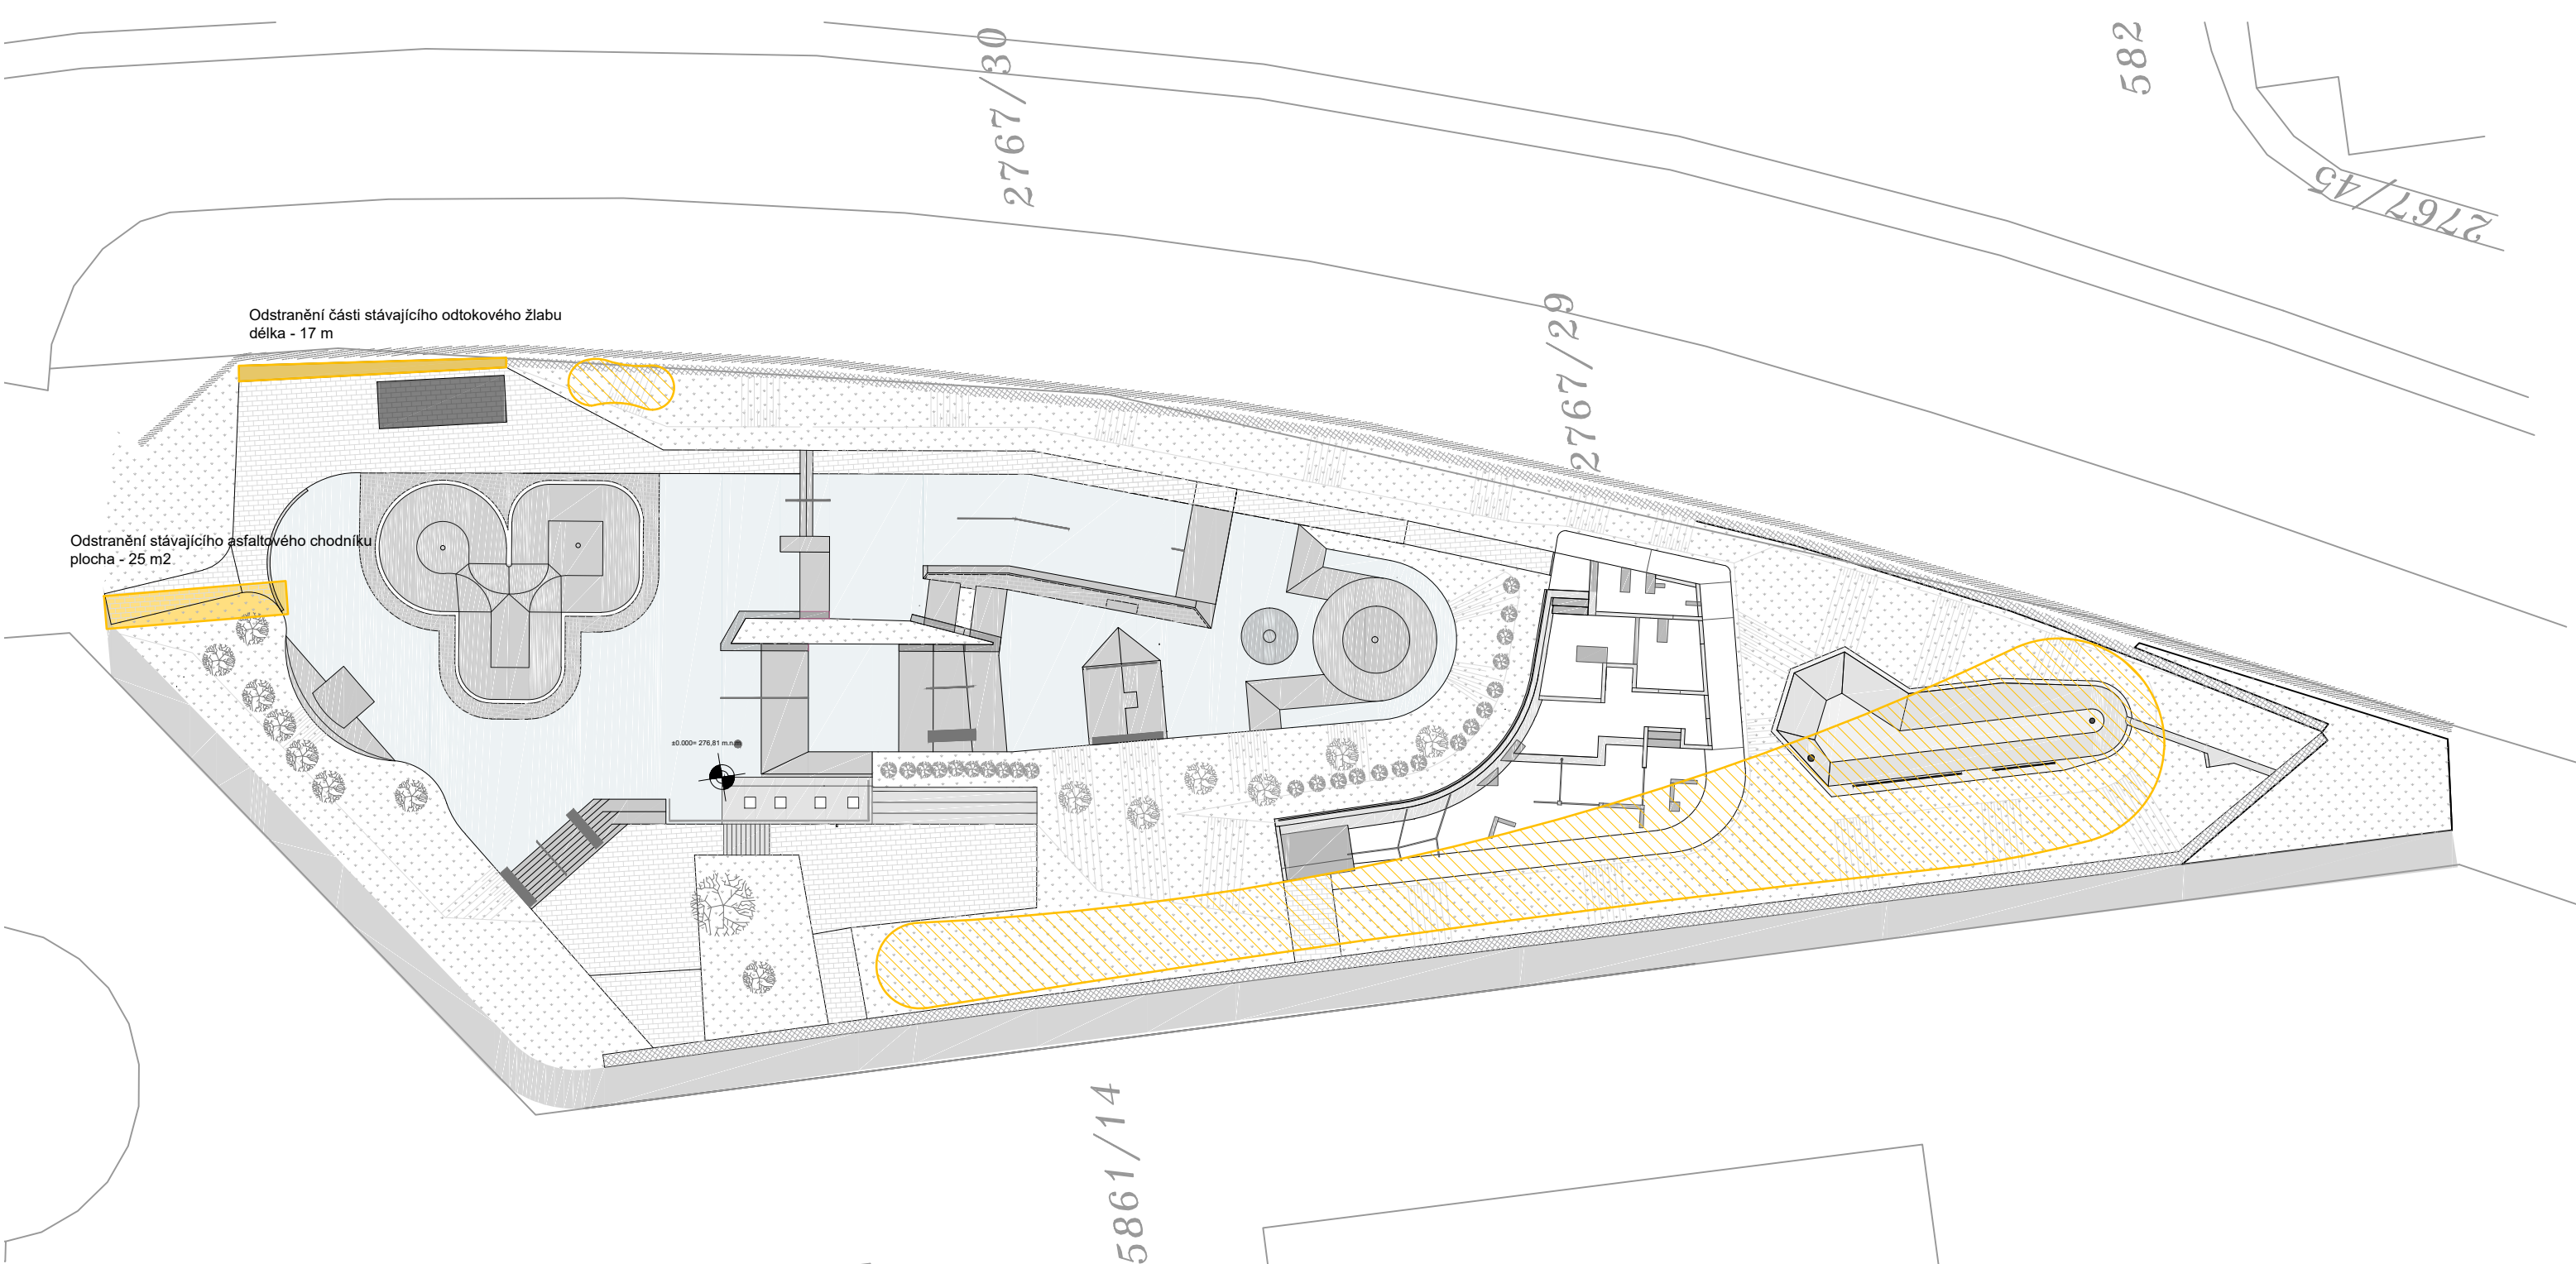 2767/30
582
2767/45
2767/29
Odstranění části stávajícího odtokového žlabu
délka - 17 m
Odstranění stávajícího asfaltového chodníku
plocha - 25 m2
±0.000= 276,81 m.n.m
5861/14